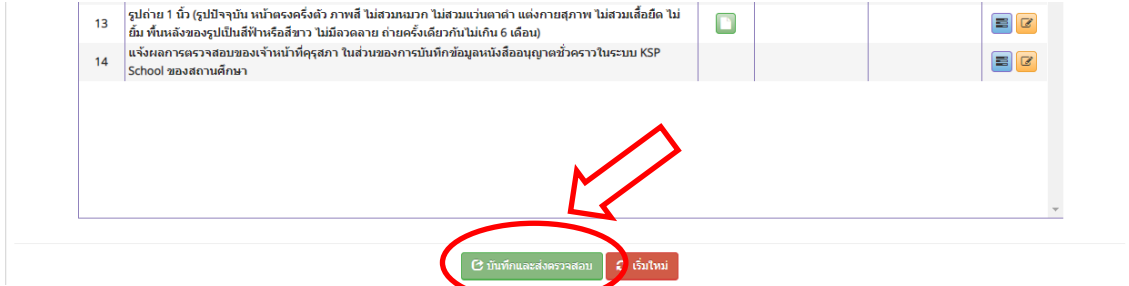 13 รูปถ่าย 1 นิ้ว (รูปปัจจุบัน หน้าตรงครึ่งตัว ภาพสี ไม่สวมหมวก ไม่สวมแว่นตาดำ แต่งกายสุภาพ ไม่สวมเสื้อยืด ไม่
ยิ้ม พื้นหลังของรูปเป็นสีฟ้าหรือสีขาว ไม่มีลวดลาย ถ่ายครั้งเดียวกันไม่เกิน 6 เดือน)
14 แจ้งผลการตรวจสอบของเจ้าหน้าที่คุรุสภา ในส่วนของการบันทึกข้อมูลหนังสืออนุญาตชั่วคราวในระบบ KSP
School ของสถานศึกษา
บันทึกและส่งตรวจสอบ เริ่มใหม่